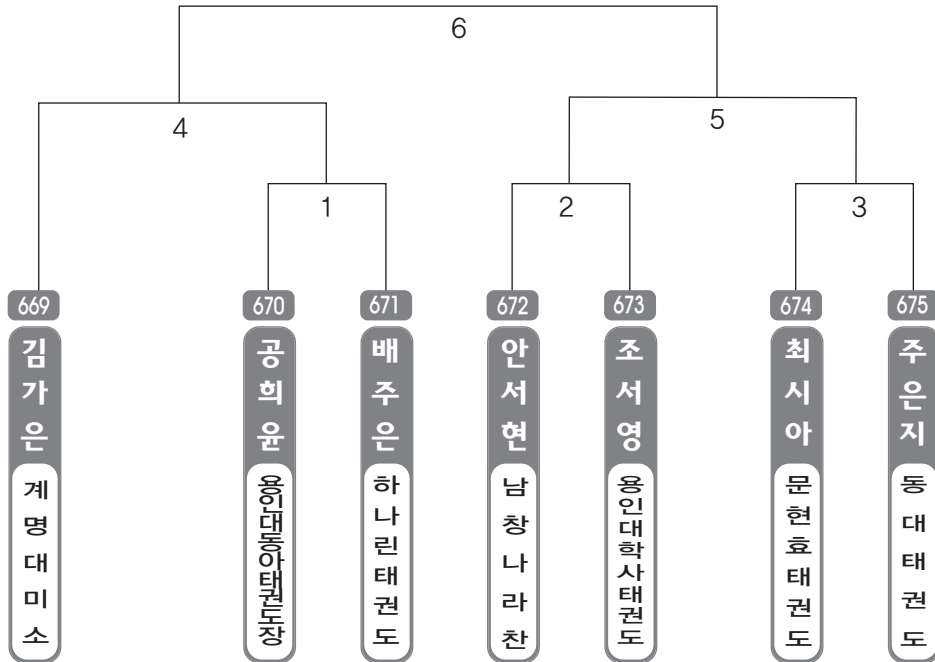 6
4
5
1
2
3
669
670
671
672
673
674
675
김가은
공희윤
배주은
안서현
조서영
최시아
주은지
계명대미소
용인대동아태권도장
하나린태권도
남창나라찬
용인대학사태권도
문현효태권도
동대태권도